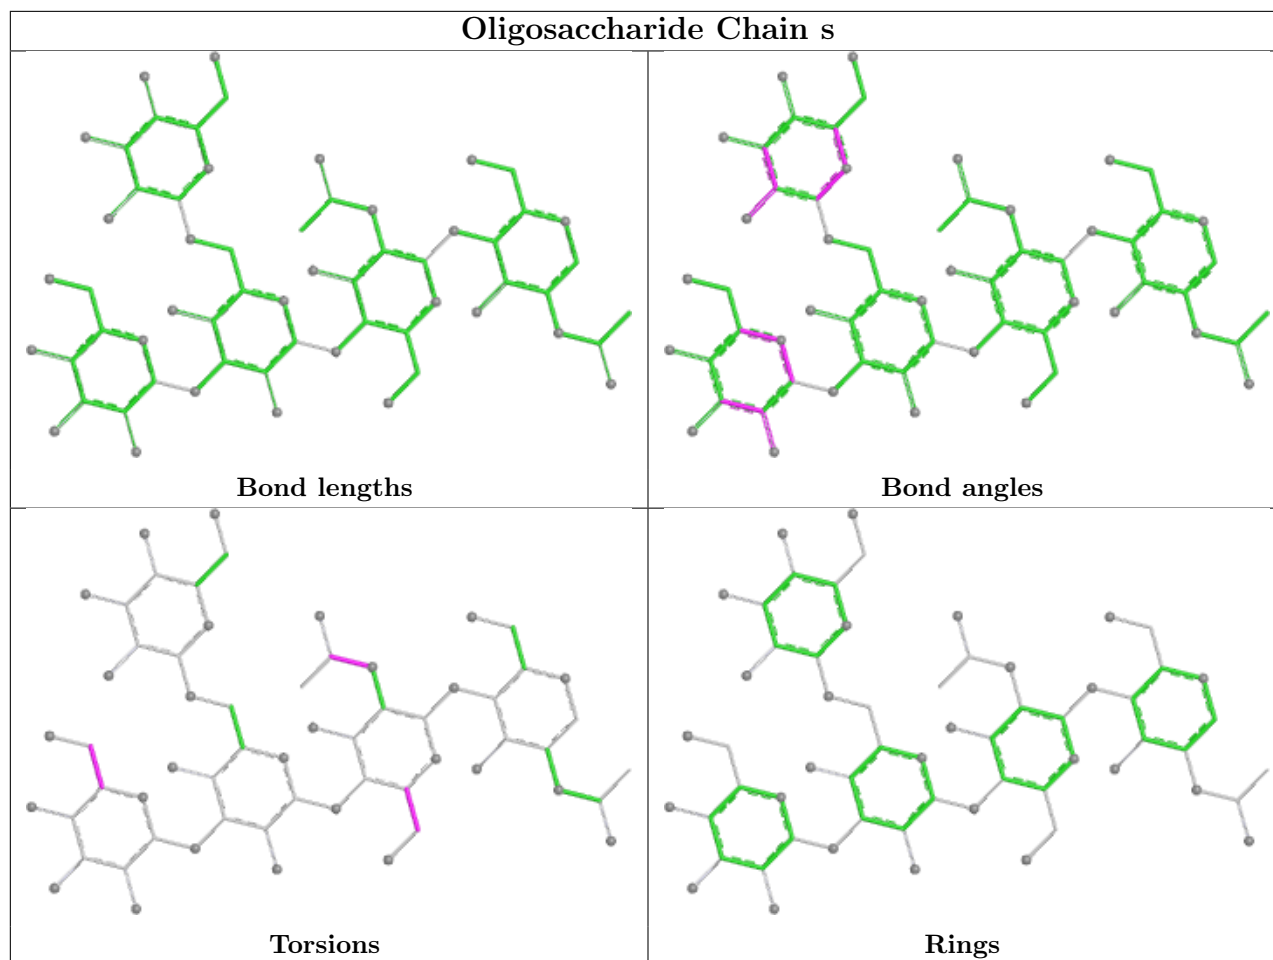 Oligosaccharide Chain s
Bond lengths
Bond angles
Torsions
Rings